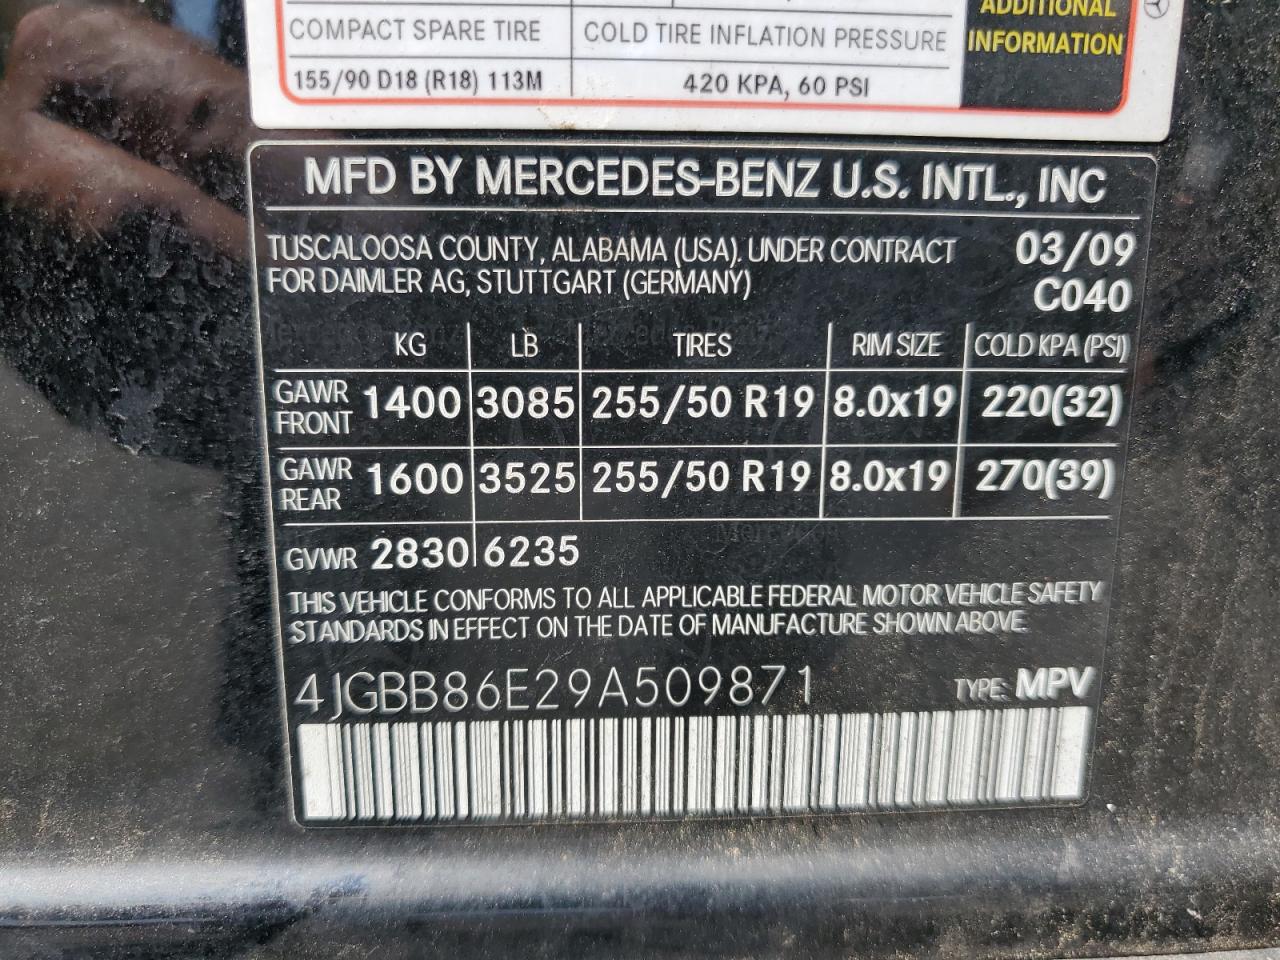 ADDITIONAL
INFORMATION
COMPACT SPARE TIRE COLD TIRE INFLATION PRESSURE
155/90 D18 (R18) 113M 420 KPA, 60 PSI
MFD BY MERCEDES-BENZ U.S. INTL., INC
TUSCALOOSA COUNTY, ALABAMA (USA). UNDER CONTRACT 03/09
FOR DAIMLER AG, STUTTGART (GERMANY) C040
KG LB TIRES RIM SIZE COLD KPA (PSI)
GAWR FRONT 1400 3085 255/50 R19 8.0x19 220(32)
GAWR REAR 1600 3525 255/50 R19 8.0x19 270(39)
GVWR 2830 6235
THIS VEHICLE CONFORMS TO ALL APPLICABLE FEDERAL MOTOR VEHICLE SAFETY
STANDARDS IN EFFECT ON THE DATE OF MANUFACTURE SHOWN ABOVE
4JGBB86E29A509871 TYPE: MPV